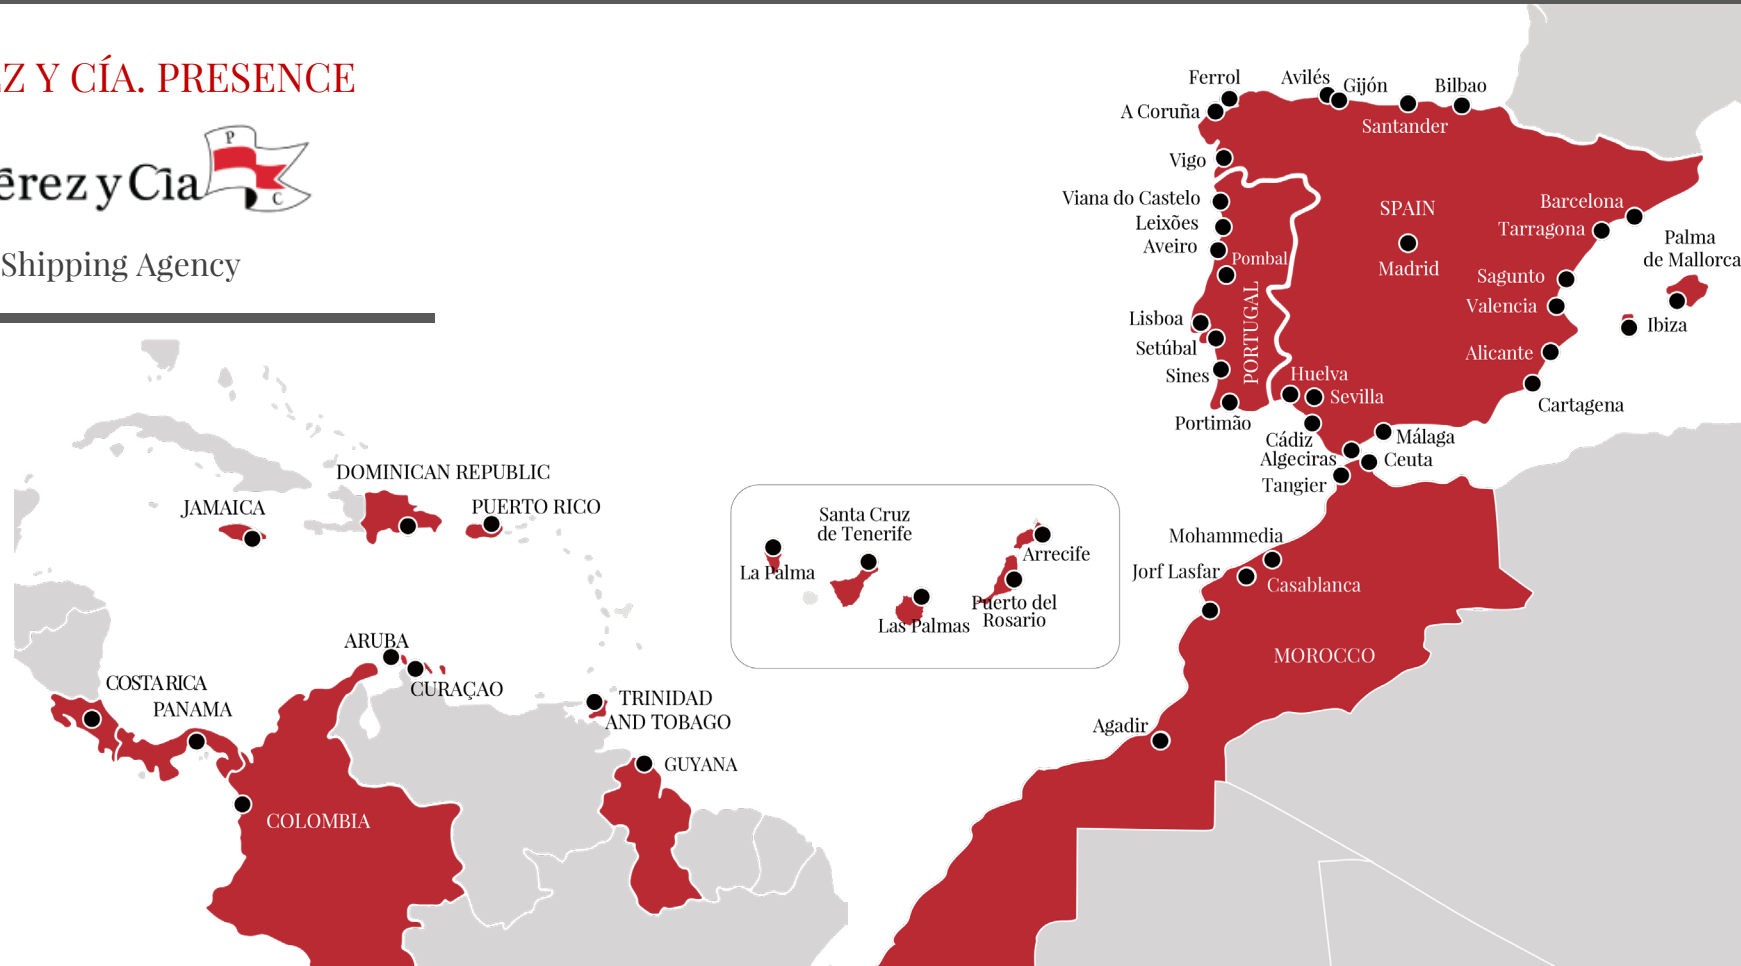 Z Y CÍA. PRESENCE
P
érez y Cia
C
Shipping Agency
DOMINICAN REPUBLIC
JAMAICA
PUERTO RICO
ARUBA
CURAÇAO
COSTA RICA
PANAMA
TRINIDAD
AND TOBAGO
GUYANA
COLOMBIA
Santa Cruz
de Tenerife
La Palma
Las Palmas
Arrecife
Puerto del
Rosario
Ferrol
Avilés
Gijón
Bilbao
A Coruña
Santander
Vigo
Viana do Castelo
Leixões
Aveiro
Pombal
PORTUGAL
Lisboa
Setúbal
Sines
Portimão
SPAIN
Madrid
Barcelona
Tarragona
Palma
de Mallorca
Sagunto
Valencia
Ibiza
Alicante
Cartagena
Huelva
Sevilla
Cádiz
Málaga
Algeciras
Ceuta
Tangier
Mohammedia
Jorf Lasfar
Casablanca
MOROCCO
Agadir